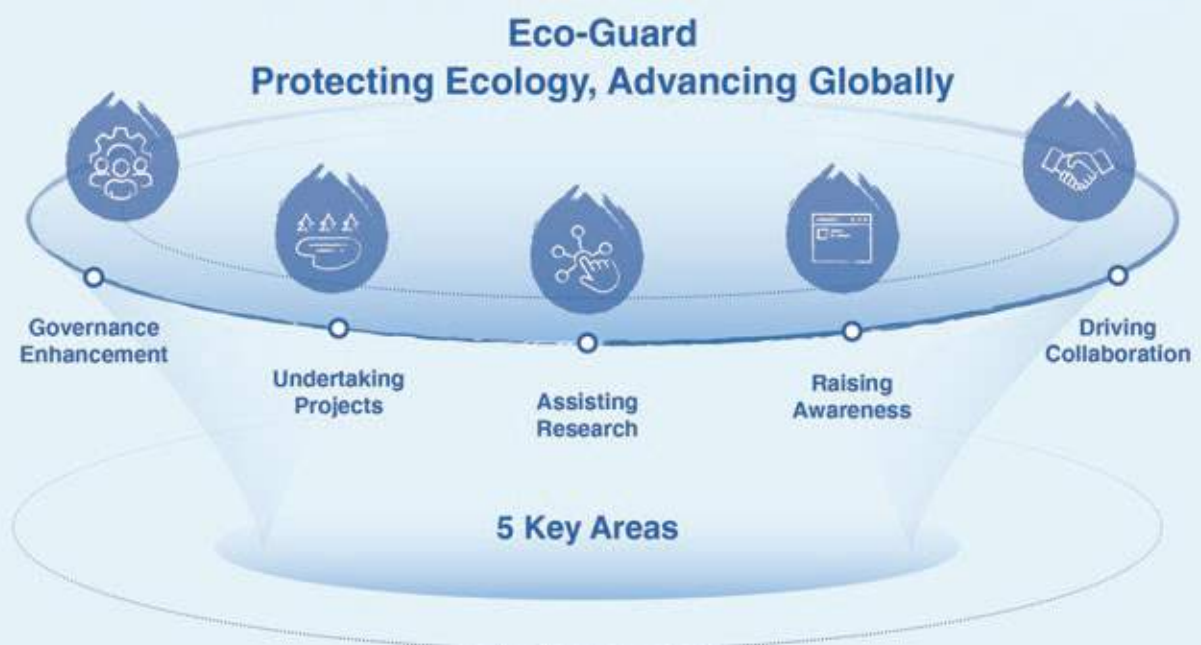 Eco-Guard
Protecting Ecology, Advancing Globally
Governance
Enhancement
Undertaking
Projects
Assisting
Research
Raising
Awareness
Driving
Collaboration
5 Key Areas